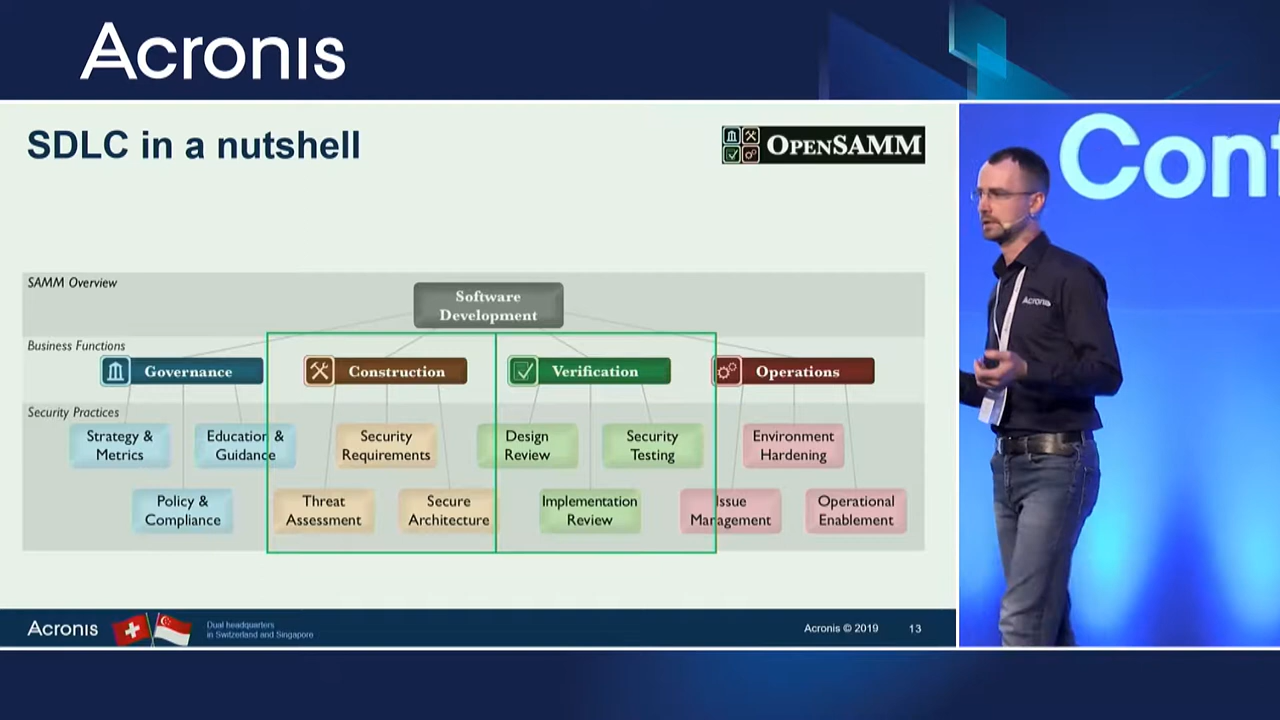 Acronis
SDLC in a nutshell
OpenSAMM
SAMM Overview
Software
Development
Business Functions
Governance
Construction
Verification
Operations
Security Practices
Strategy &
Metrics
Education &
Guidance
Security
Requirements
Design
Review
Security
Testing
Environment
Hardening
Policy &
Compliance
Threat
Assessment
Secure
Architecture
Implementation
Review
Issue
Management
Operational
Enablement
Acronis
Dual headquarters
in Switzerland and Singapore
Acronis © 2019
13
Acronis